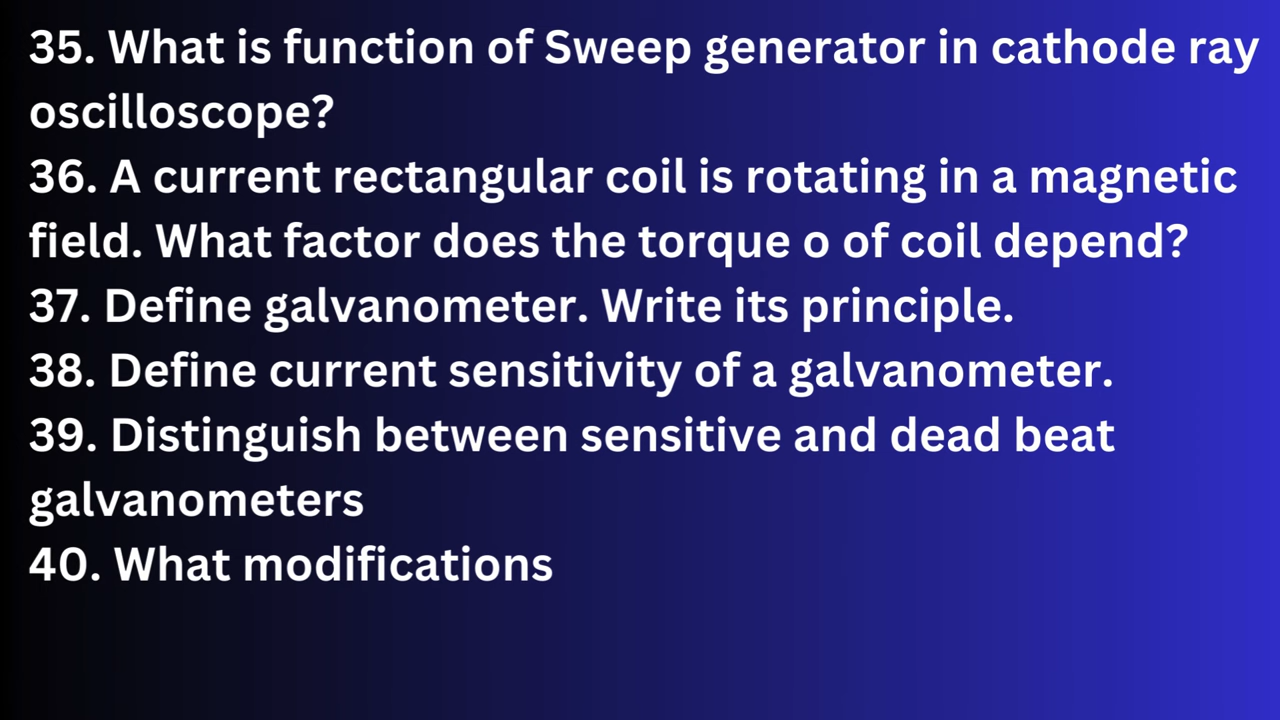 35. What is function of Sweep generator in cathode ray
oscilloscope?
36. A current rectangular coil is rotating in a magnetic
field. What factor does the torque o of coil depend?
37. Define galvanometer. Write its principle.
38. Define current sensitivity of a galvanometer.
39. Distinguish between sensitive and dead beat
galvanometers
40. What modifications